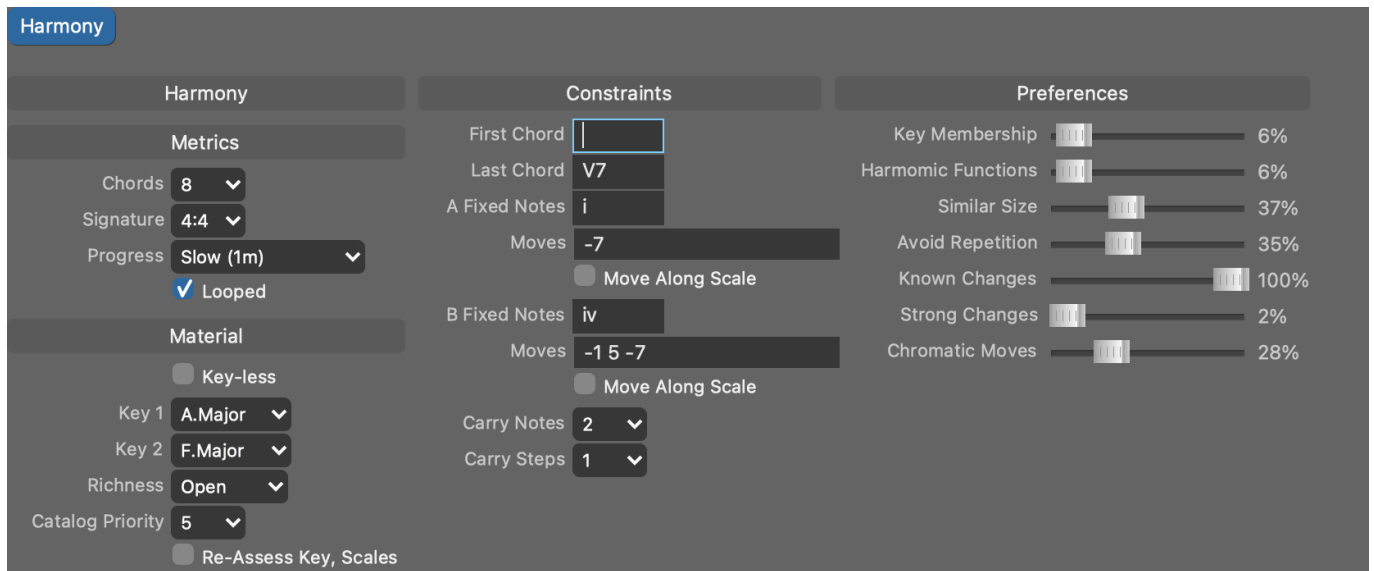 Harmony
Harmony
Metrics
Chords 8
Signature 4:4
Progress Slow (1m)
Looped
Material
Key-less
Key 1 A.Major
Key 2 F.Major
Richness Open
Catalog Priority 5
Re-Assess Key, Scales
Constraints
First Chord
Last Chord V7
A Fixed Notes i
Moves -7
Move Along Scale
B Fixed Notes iv
Moves -1 5 -7
Move Along Scale
Carry Notes 2
Carry Steps 1
Preferences
Key Membership 6%
Harmomic Functions 6%
Similar Size 37%
Avoid Repetition 35%
Known Changes 100%
Strong Changes 2%
Chromatic Moves 28%